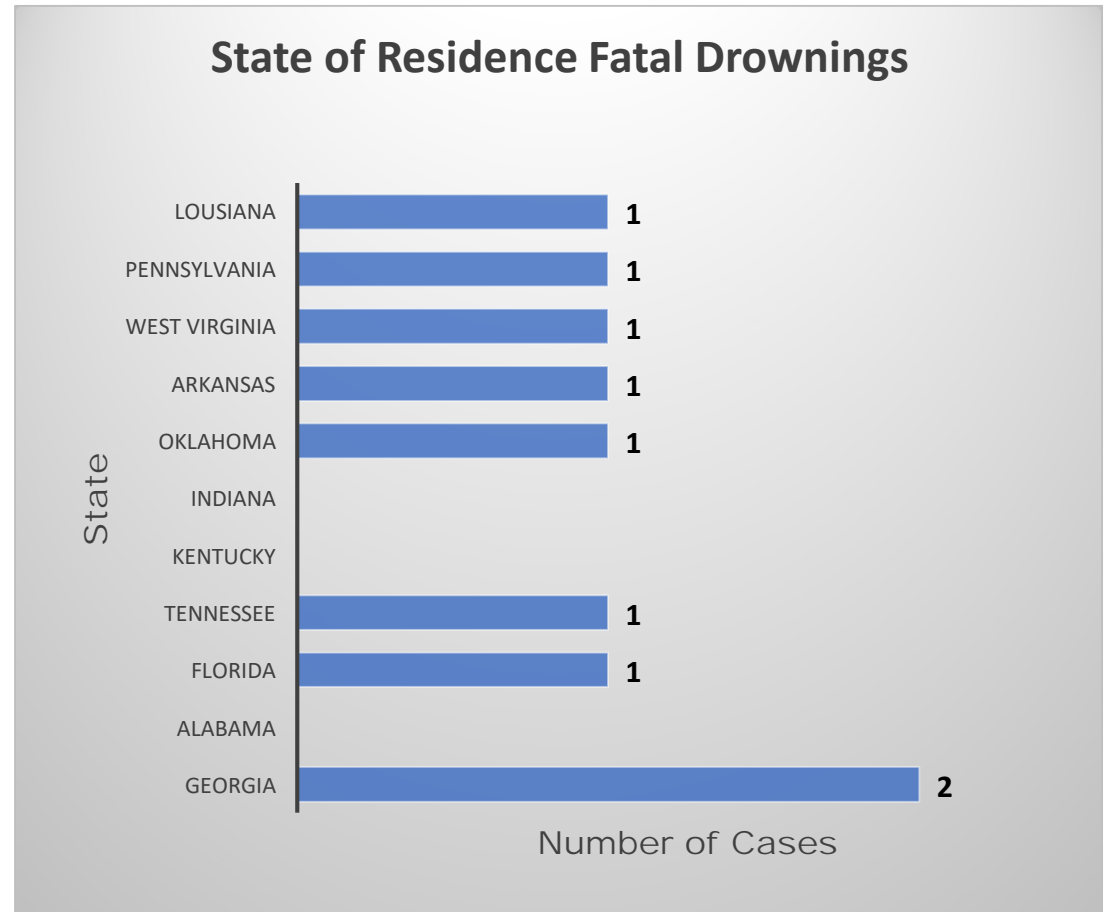 State of Residence Fatal Drownings
LOUSIANA 1
PENNSYLVANIA 1
WEST VIRGINIA 1
ARKANSAS 1
OKLAHOMA 1
INDIANA
KENTUCKY
TENNESSEE 1
FLORIDA 1
ALABAMA
GEORGIA 2
State
Number of Cases